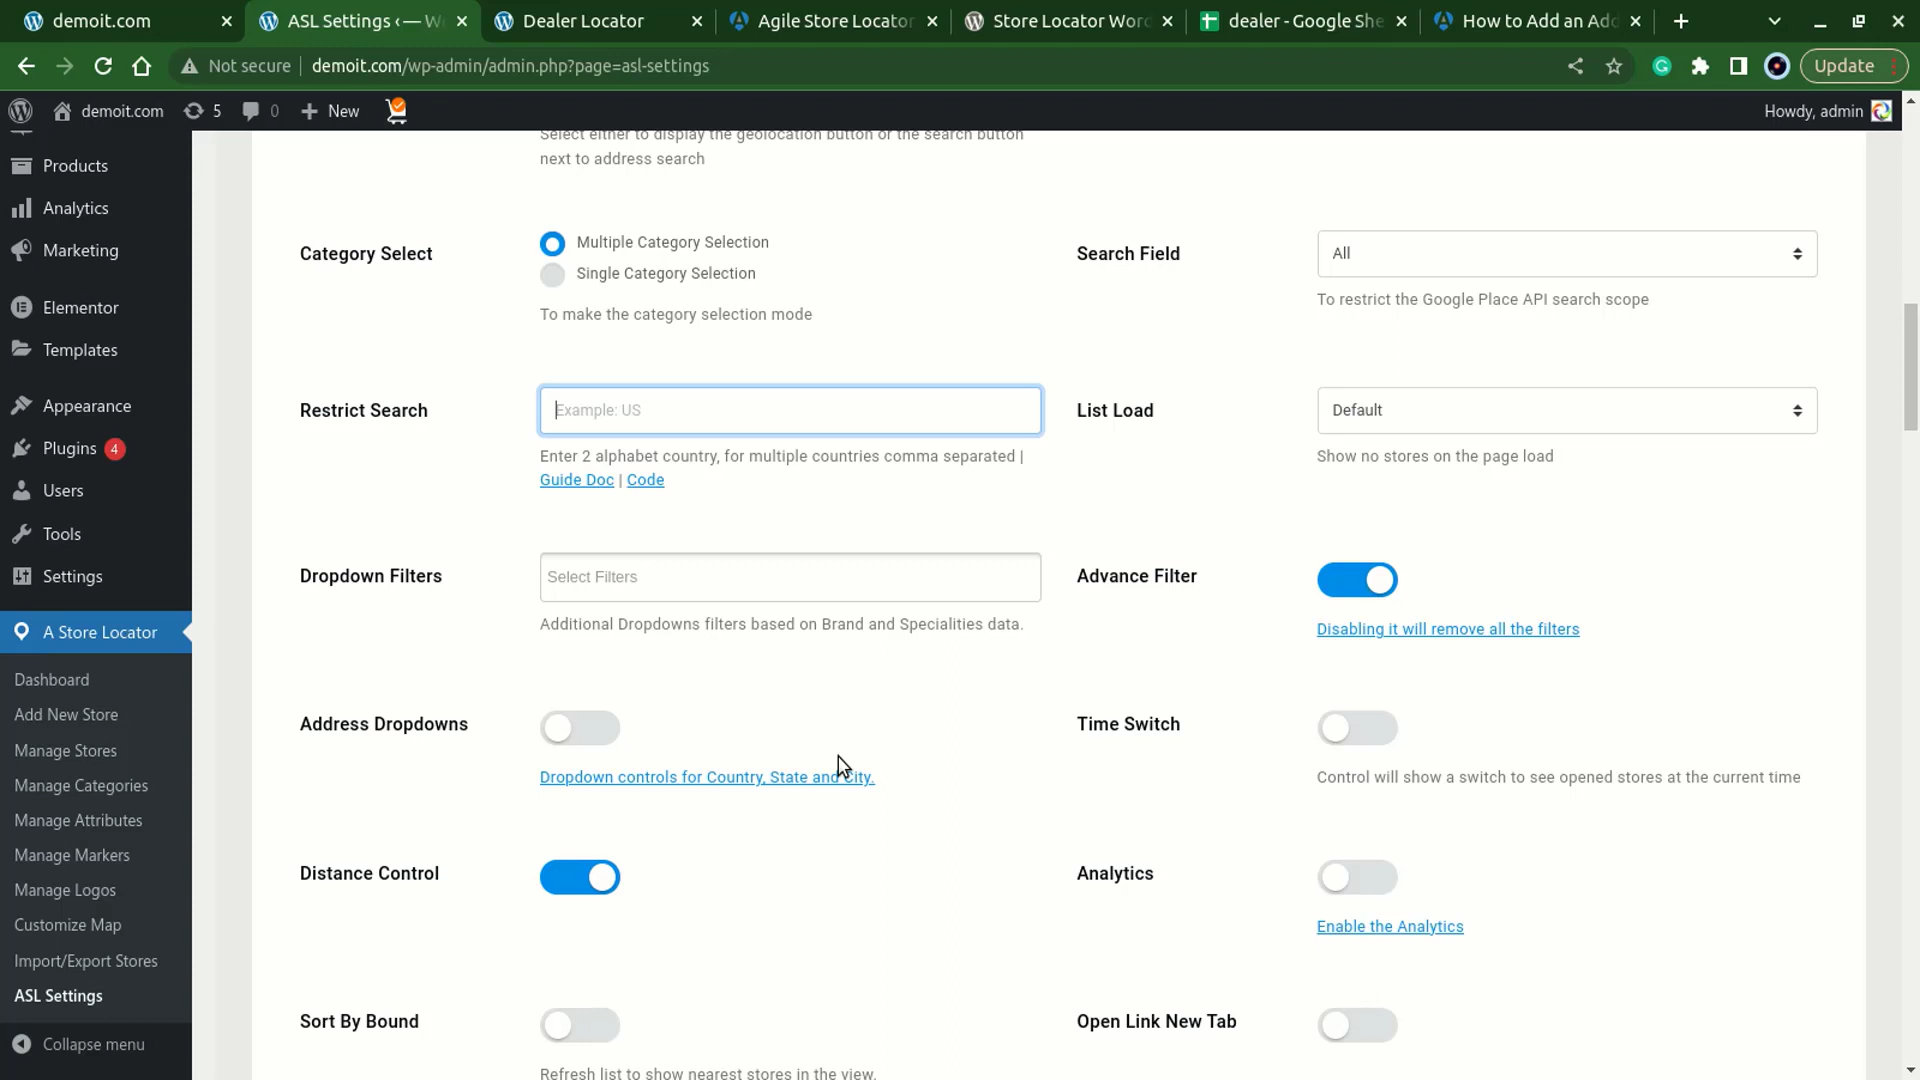 demoit.com
ASL Settings ‹ — W
Dealer Locator
Agile Store Locator
Store Locator Word
dealer - Google She
How to Add an Add
Not secure
demoit.com/wp-admin/admin.php?page=asl-settings
Update
demoit.com
5
0
New
Howdy, admin
Products
Analytics
Marketing
Elementor
Templates
Appearance
Plugins 4
Users
Tools
Settings
A Store Locator
Dashboard
Add New Store
Manage Stores
Manage Categories
Manage Attributes
Manage Markers
Manage Logos
Customize Map
Import/Export Stores
ASL Settings
Collapse menu
Select either to display the geolocation button or the search button
next to address search
Category Select
Multiple Category Selection
Single Category Selection
To make the category selection mode
Search Field
All
To restrict the Google Place API search scope
Restrict Search
Example: US
Enter 2 alphabet country, for multiple countries comma separated |
Guide Doc | Code
List Load
Default
Show no stores on the page load
Dropdown Filters
Select Filters
Additional Dropdowns filters based on Brand and Specialities data.
Advance Filter
Disabling it will remove all the filters
Address Dropdowns
Dropdown controls for Country, State and City.
Time Switch
Control will show a switch to see opened stores at the current time
Distance Control
Analytics
Enable the Analytics
Sort By Bound
Refresh list to show nearest stores in the view.
Open Link New Tab